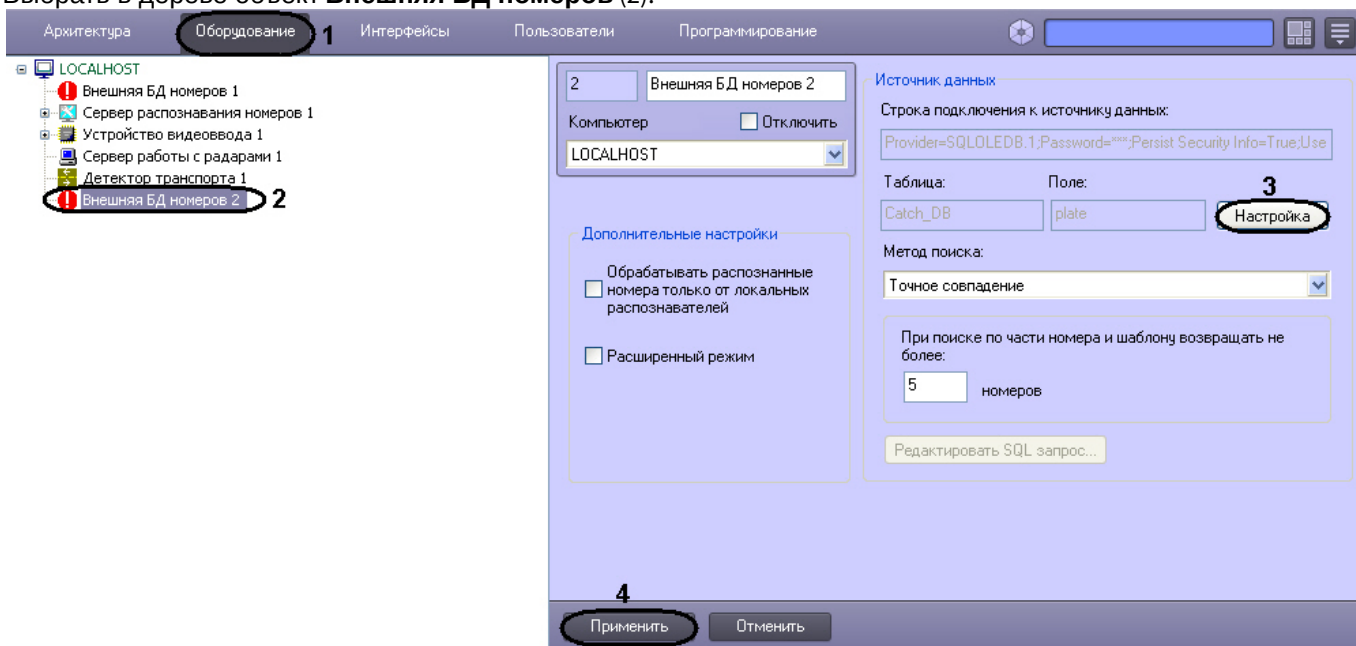 Выбрать в дереве объект Внешняя БД номеров (2).
Архитектура Оборудование 1 Интерфейсы Пользователи Программирование
LOCALHOST
Внешняя БД номеров 1
Сервер распознавания номеров 1
Устройство видеоввода 1
Сервер работы с радарами 1
Детектор транспорта 1
Внешняя БД номеров 2 2
2 Внешняя БД номеров 2
Компьютер Отключить
LOCALHOST
Дополнительные настройки
Обрабатывать распознанные
номера только от локальных
распознавателей
Расширенный режим
Источник данных
Строка подключения к источнику данных:
Provider=SQLOLEDB.1;Password=***;Persist Security Info=True;Use
Таблица: Поле: 3
Catch_DB plate Настройка
Метод поиска:
Точное совпадение
При поиске по части номера и шаблону возвращать не
более:
5 номеров
Редактировать SQL запрос...
4
Применить Отменить